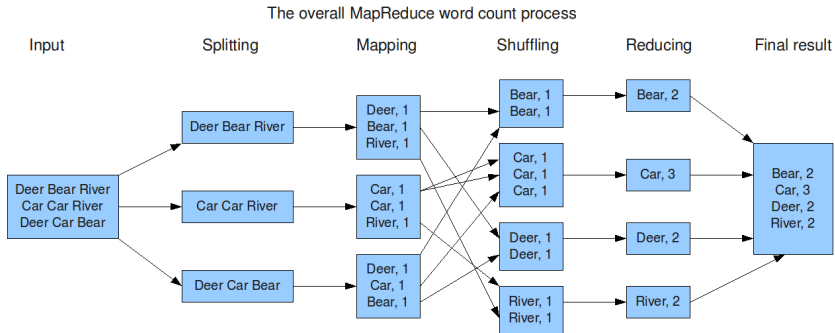 The overall MapReduce word count process
Input
Splitting
Mapping
Shuffling
Reducing
Final result
Deer Bear River
Car Car River
Deer Car Bear
Deer Bear River
Car Car River
Deer Car Bear
Deer, 1
Bear, 1
River, 1
Car, 1
Car, 1
River, 1
Deer, 1
Car, 1
Bear, 1
Bear, 1
Bear, 1
Car, 1
Car, 1
Car, 1
Deer, 1
Deer, 1
River, 1
River, 1
Bear, 2
Car, 3
Deer, 2
River, 2
Bear, 2
Car, 3
Deer, 2
River, 2